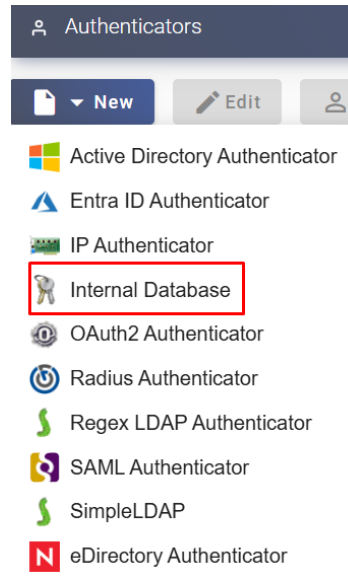 Authenticators
New Edit
Active Directory Authenticator
Entra ID Authenticator
IP Authenticator
Internal Database
OAuth2 Authenticator
Radius Authenticator
Regex LDAP Authenticator
SAML Authenticator
SimpleLDAP
eDirectory Authenticator